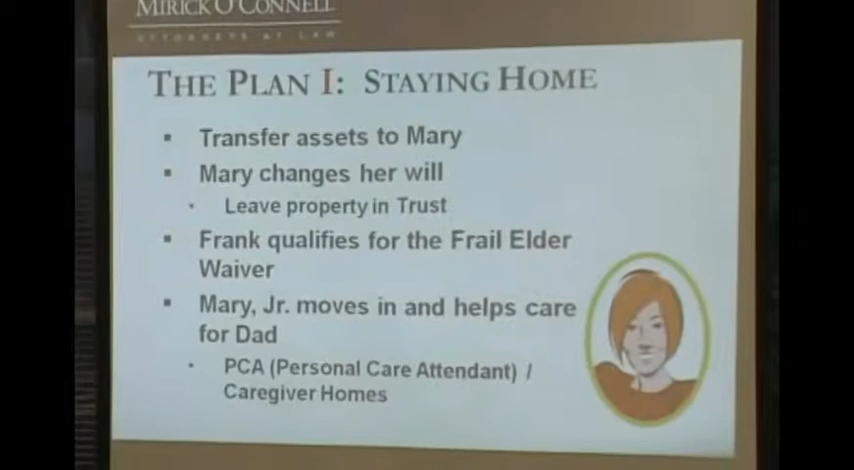 MIRICK O'CONNELL
ATTORNEYS AT LAW
THE PLAN I: STAYING HOME
▪ Transfer assets to Mary
▪ Mary changes her will
• Leave property in Trust
▪ Frank qualifies for the Frail Elder
Waiver
▪ Mary, Jr. moves in and helps care
for Dad
• PCA (Personal Care Attendant) /
Caregiver Homes